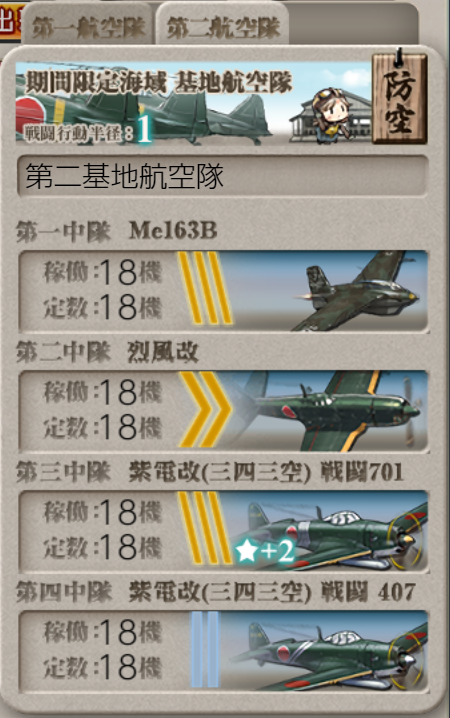 出
第一航空隊 第二航空隊
期間限定海域 基地航空隊
戦闘行動半径:1
防空
第二基地航空隊
第一中隊 Me163B
稼働:18機
定数:18機
第二中隊 烈風改
稼働:18機
定数:18機
第三中隊 紫電改(三四三空) 戦闘701
稼働:18機
定数:18機
★+2
第四中隊 紫電改(三四三空) 戦闘 407
稼働:18機
定数:18機